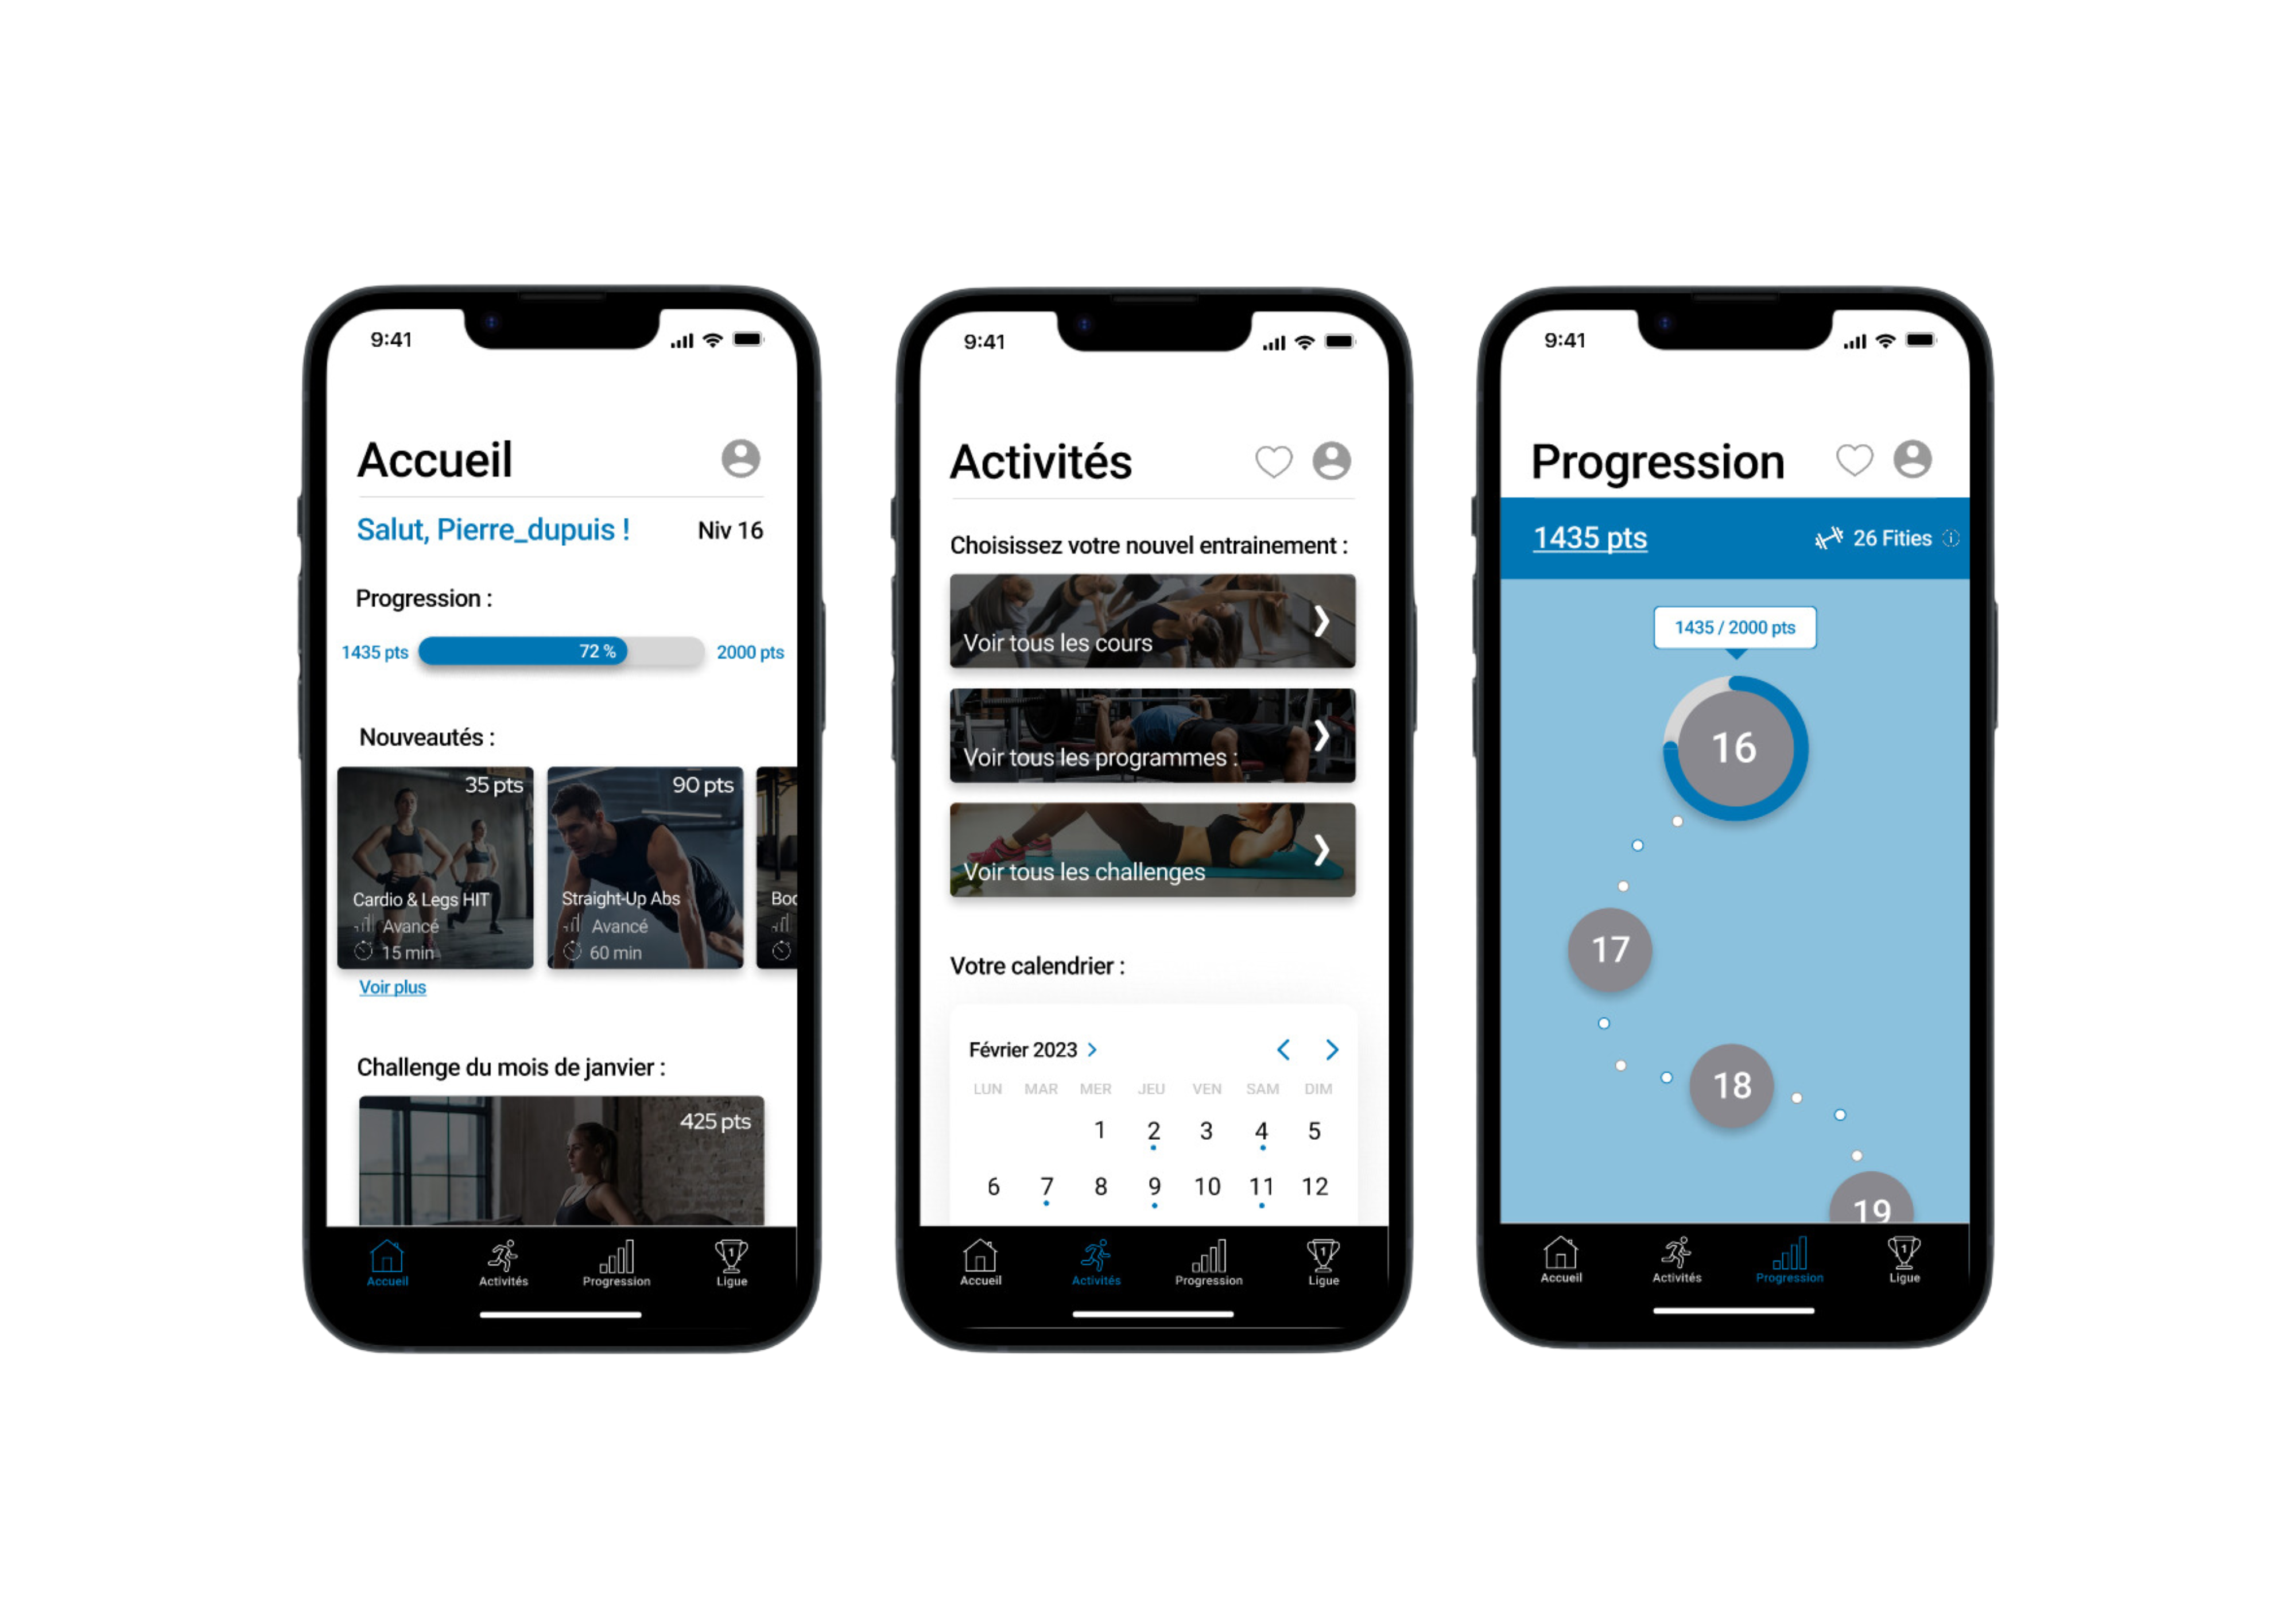 9:41
Accueil
Salut, Pierre_dupuis !
Niv 16
Progression :
1435 pts
72 %
2000 pts
Nouveautés :
35 pts
Cardio & Legs HIT
Avancé
15 min
90 pts
Straight-Up Abs
Avancé
60 min
Voir plus
Challenge du mois de janvier :
425 pts
Accueil
Activités
Progression
1
Ligue
9:41
Activités
Choisissez votre nouvel entrainement :
Voir tous les cours
Voir tous les programmes :
Voir tous les challenges
Votre calendrier :
Février 2023
LUN MAR MER JEU VEN SAM DIM
1 2 3 4 5
6 7 8 9 10 11 12
Accueil
Activités
Progression
1
Ligue
9:41
Progression
1435 pts
26 Fities
1435 / 2000 pts
16
17
18
19
Accueil
Activités
Progression
1
Ligue